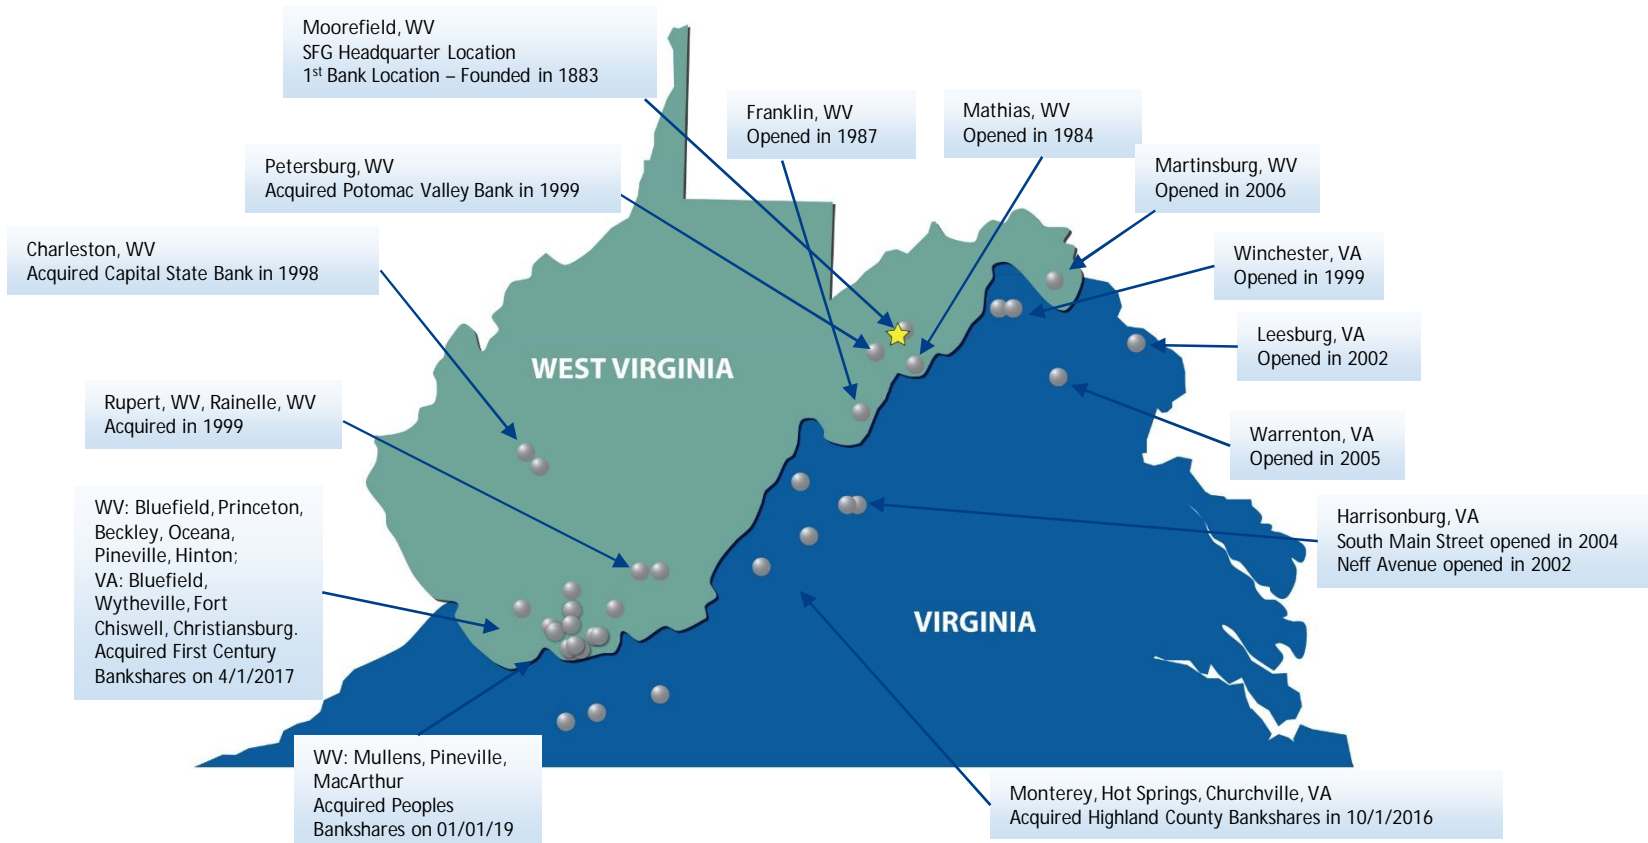 Moorefield, WV
SFG Headquarter Location
1st Bank Location – Founded in 1883
Franklin, WV
Opened in 1987
Mathias, WV
Opened in 1984
Petersburg, WV
Acquired Potomac Valley Bank in 1999
Martinsburg, WV
Opened in 2006
Charleston, WV
Acquired Capital State Bank in 1998
Winchester, VA
Opened in 1999
Leesburg, VA
Opened in 2002
WEST VIRGINIA
Rupert, WV, Rainelle, WV
Acquired in 1999
Warrenton, VA
Opened in 2005
WV: Bluefield, Princeton,
Beckley, Oceana,
Pineville, Hinton;
VA: Bluefield,
Wytheville, Fort
Chiswell, Christiansburg.
Acquired First Century
Bankshares on 4/1/2017
Harrisonburg, VA
South Main Street opened in 2004
Neff Avenue opened in 2002
VIRGINIA
WV: Mullens, Pineville,
MacArthur
Acquired Peoples
Bankshares on 01/01/19
Monterey, Hot Springs, Churchville, VA
Acquired Highland County Bankshares in 10/1/2016